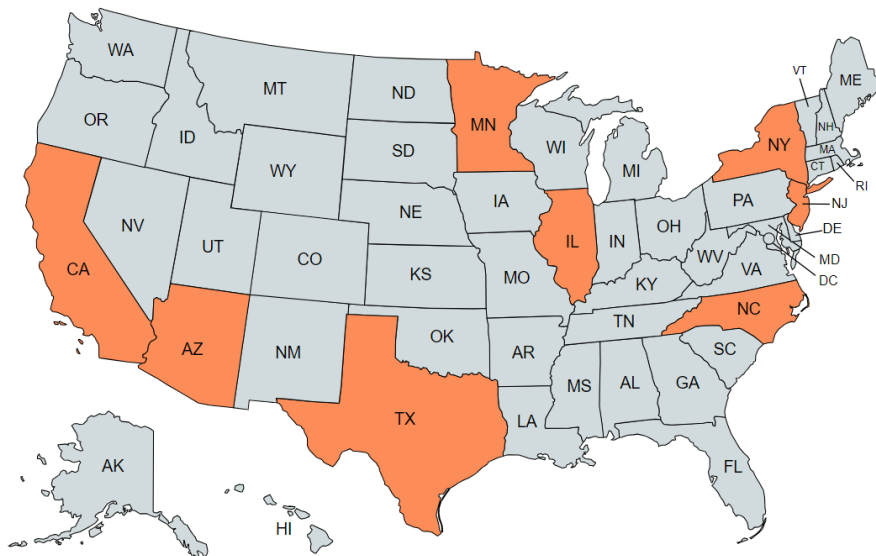 WA
MT
ND
MN
VT
ME
OR
ID
SD
WI
NY
NH
MA
WY
MI
CT
RI
NE
IA
PA
NJ
NV
UT
IL
IN
OH
DE
CO
WV
MD
CA
KS
MO
KY
VA
DC
TN
NC
AZ
NM
OK
AR
SC
MS
AL
GA
TX
LA
AK
FL
HI